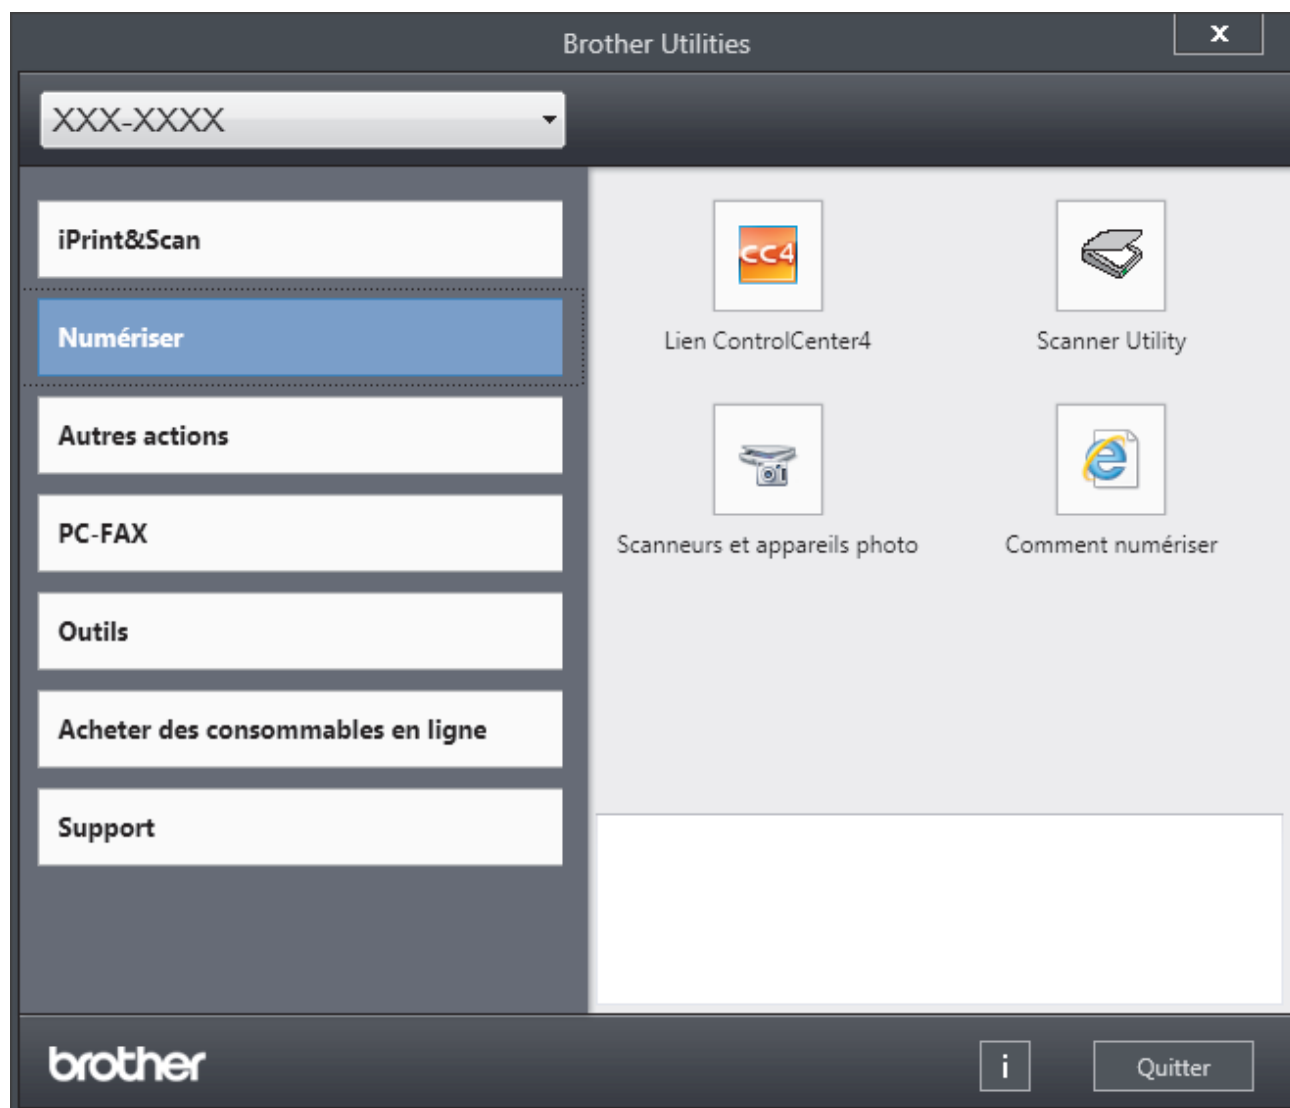 Brother Utilities
x
XXX-XXXX
iPrint&Scan
Numériser
Autres actions
PC-FAX
Outils
Acheter des consommables en ligne
Support
CC4
Lien ControlCenter4
Scanner Utility
Scanneurs et appareils photo
Comment numériser
brother
i
Quitter